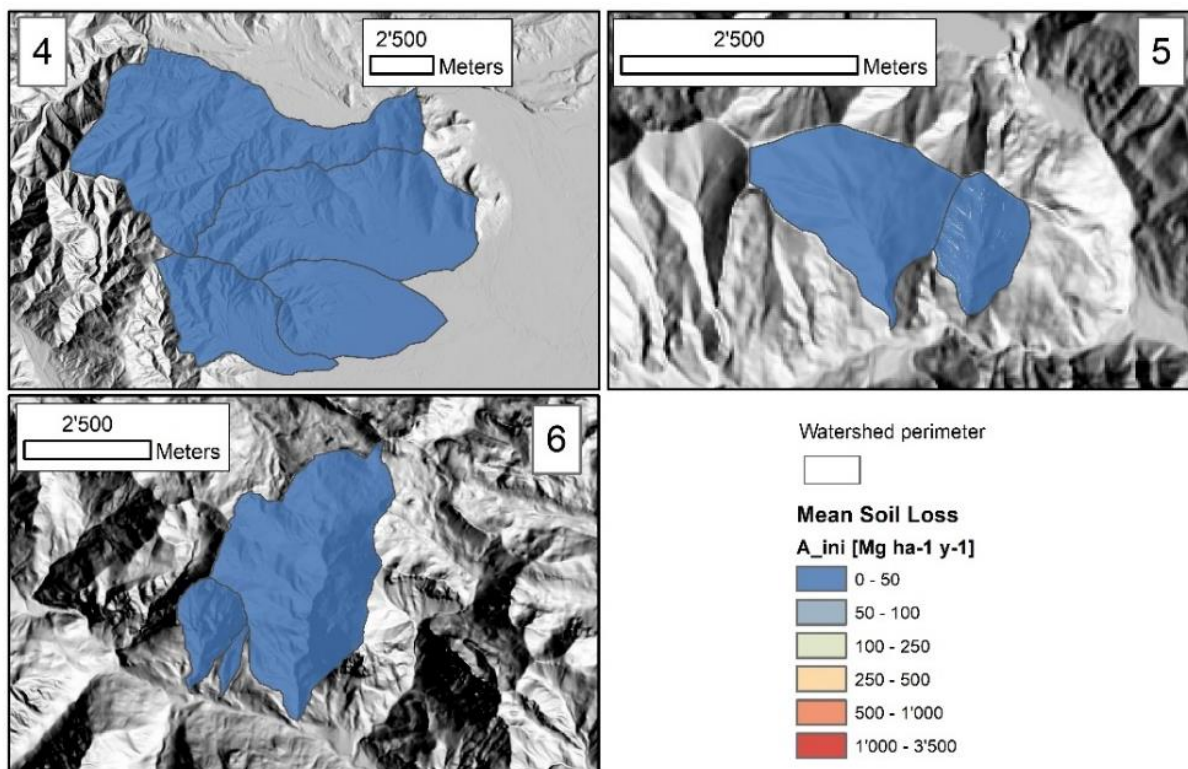 4
2'500
Meters
2'500
Meters
5
2'500
Meters
6
Watershed perimeter
Mean Soil Loss
A_ini [Mg ha-1 y-1]
0 - 50
50 - 100
100 - 250
250 - 500
500 - 1'000
1'000 - 3'500